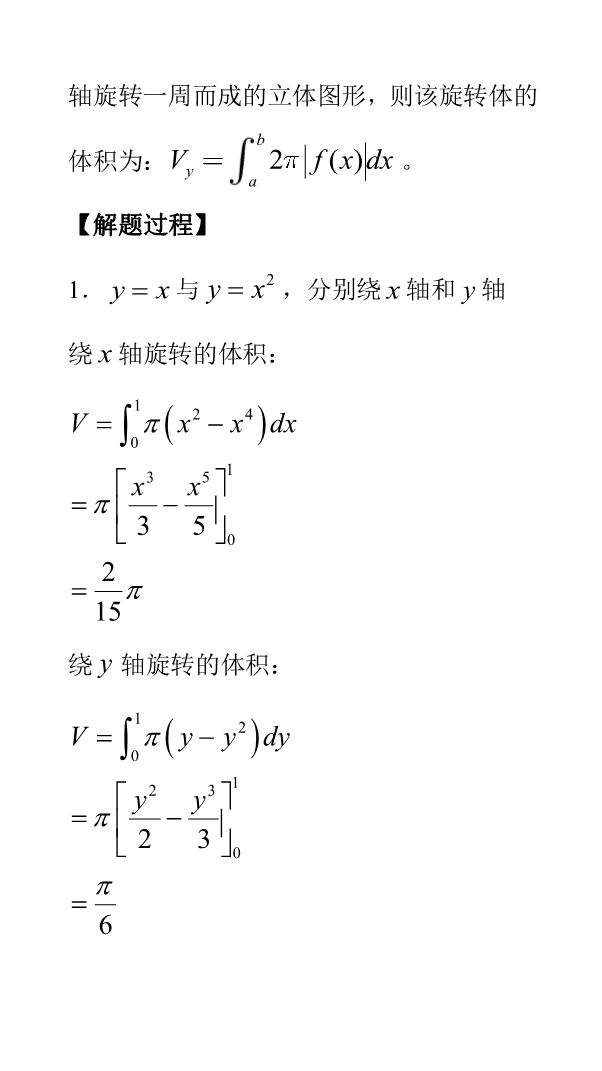 轴旋转一周而成的立体图形，则该旋转体的
体积为：$V_y = \int_a^b 2\pi |f(x)| dx$ 。
【解题过程】
1． $y = x$ 与 $y = x^2$ ，分别绕 $x$ 轴和 $y$ 轴
绕 $x$ 轴旋转的体积：
$V = \int_0^1 \pi \left( x^2 - x^4 \right) dx$
$= \pi \left[ \frac{x^3}{3} - \frac{x^5}{5} \right]_0^1$
$= \frac{2}{15} \pi$
绕 $y$ 轴旋转的体积：
$V = \int_0^1 \pi \left( y - y^2 \right) dy$
$= \pi \left[ \frac{y^2}{2} - \frac{y^3}{3} \right]_0^1$
$= \frac{\pi}{6}$